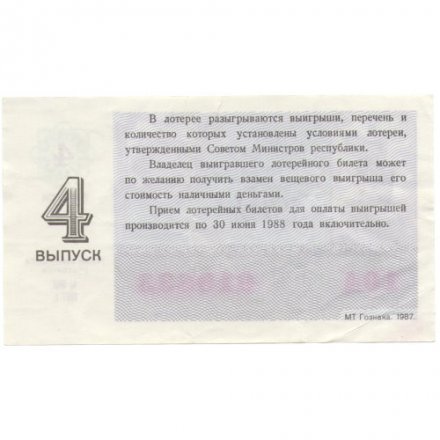 В лотерее разыгрываются выигрыши, перечень и
количество которых установлены условиями лотереи,
утвержденными Советом Министров республики.
Владелец выигравшего лотерейного билета может
по желанию получить взамен вещевого выигрыша его
стоимость наличными деньгами.
Прием лотерейных билетов для оплаты выигрышей
производится по 30 июня 1988 года включительно.
4
ВЫПУСК
МТ Гознака. 1987.